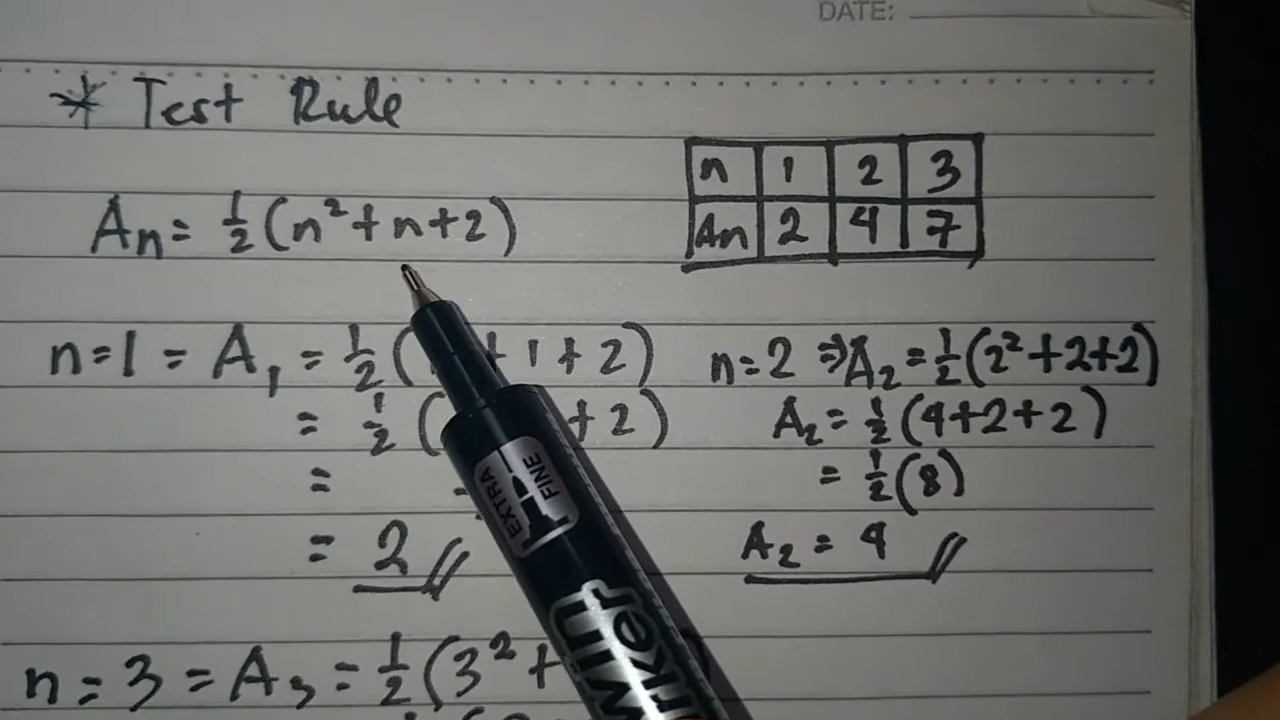 DATE:
* Test Rule
An = 1/2 (n² + n + 2)
n 1 2 3
An 2 4 7
n = 1 = A₁ = 1/2 ( + 1 + 2)
= 1/2 ( + 2)
=
= 2
n = 2 ⇒ A₂ = 1/2 (2² + 2 + 2)
A₂ = 1/2 (4 + 2 + 2)
= 1/2 (8)
A₂ = 4
n = 3 = A₃ = 1/2 (3² +
EXTRA
FINE